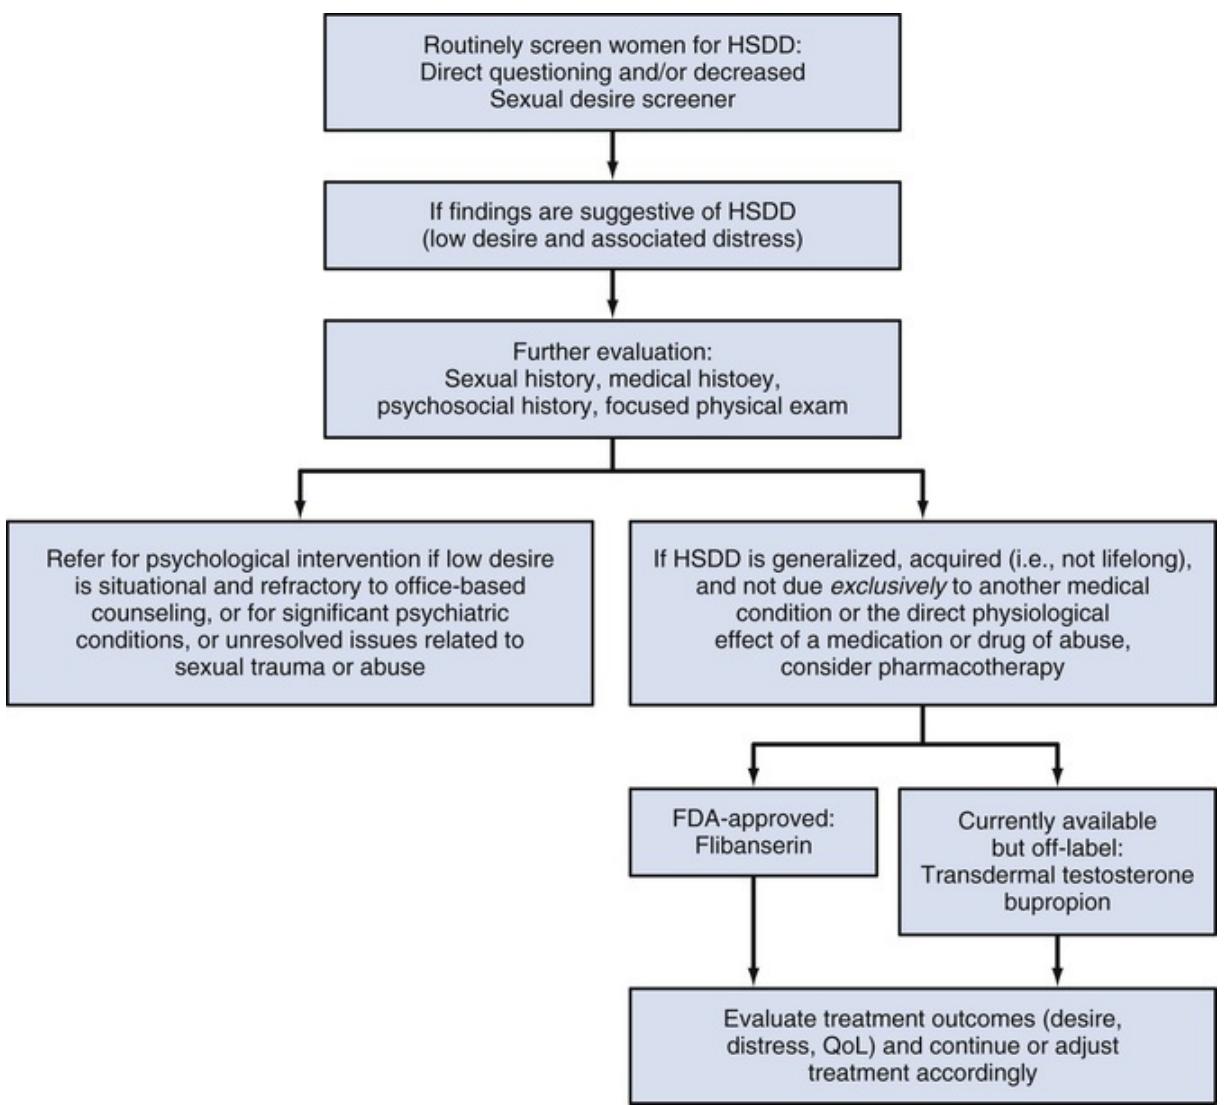 Routinely screen women for HSDD:
Direct questioning and/or decreased
Sexual desire screener
If findings are suggestive of HSDD
(low desire and associated distress)
Further evaluation:
Sexual history, medical histoey,
psychosocial history, focused physical exam
Refer for psychological intervention if low desire
is situational and refractory to office-based
counseling, or for significant psychiatric
conditions, or unresolved issues related to
sexual trauma or abuse
If HSDD is generalized, acquired (i.e., not lifelong),
and not due exclusively to another medical
condition or the direct physiological
effect of a medication or drug of abuse,
consider pharmacotherapy
FDA-approved:
Flibanserin
Currently available
but off-label:
Transdermal testosterone
bupropion
Evaluate treatment outcomes (desire,
distress, QoL) and continue or adjust
treatment accordingly